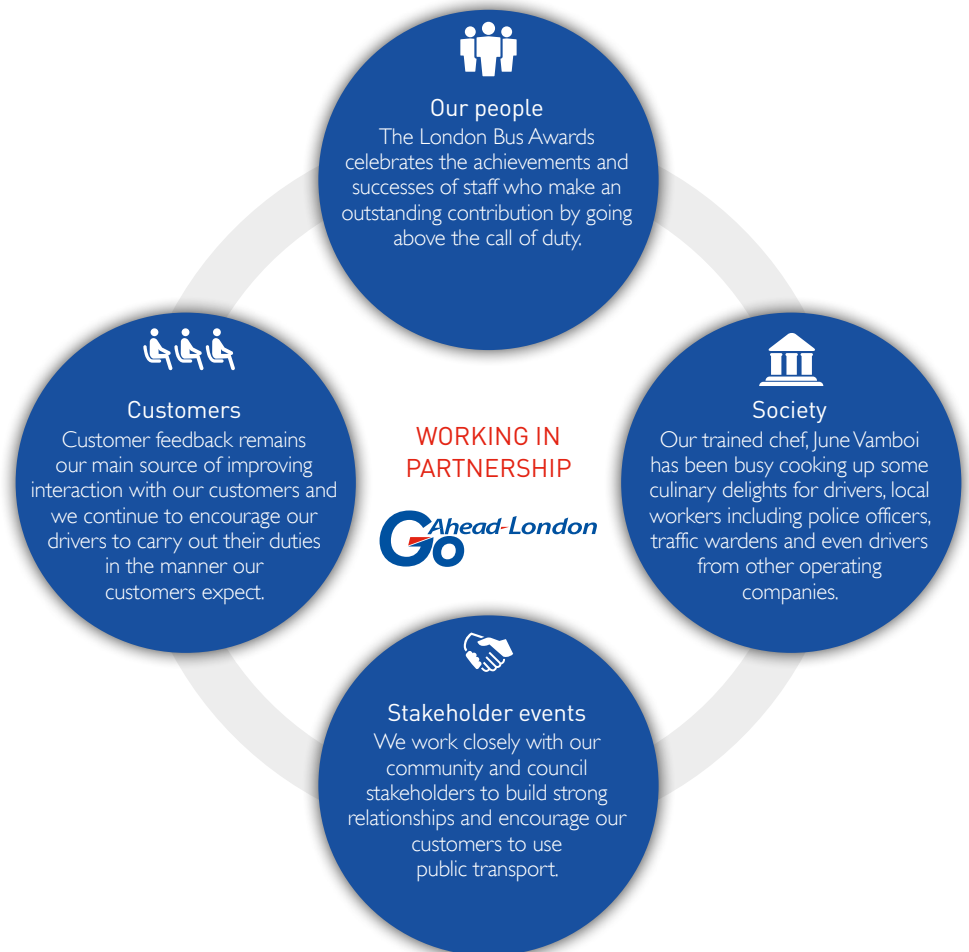 Our people
The London Bus Awards
celebrates the achievements and
successes of staff who make an
outstanding contribution by going
above the call of duty.
Customers
Customer feedback remains
our main source of improving
interaction with our customers and
we continue to encourage our
drivers to carry out their duties
in the manner our
customers expect.
WORKING IN
PARTNERSHIP
Go Ahead-London
Society
Our trained chef, June Vamboi
has been busy cooking up some
culinary delights for drivers, local
workers including police officers,
traffic wardens and even drivers
from other operating
companies.
Stakeholder events
We work closely with our
community and council
stakeholders to build strong
relationships and encourage our
customers to use
public transport.